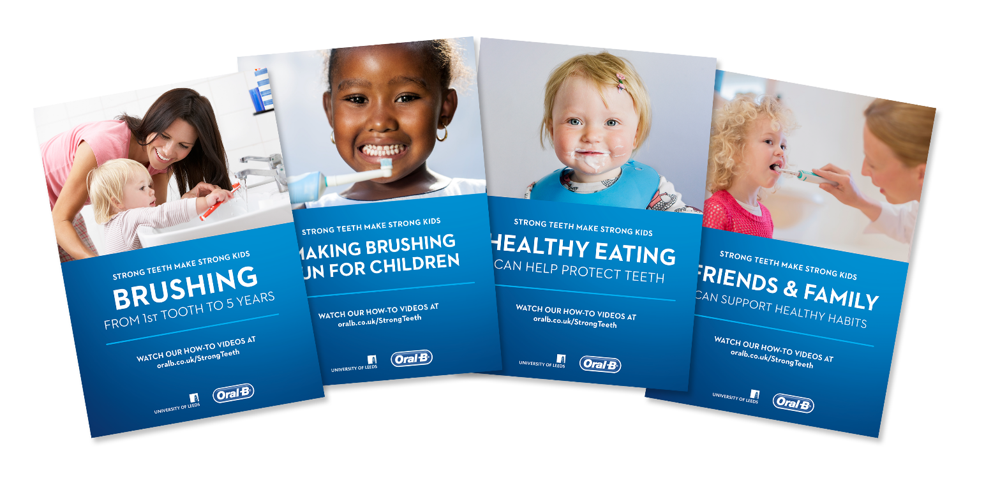 STRONG TEETH MAKE STRONG KIDS
BRUSHING
FROM 1st TOOTH TO 5 YEARS
WATCH OUR HOW-TO VIDEOS AT
oralb.co.uk/StrongTeeth
UNIVERSITY OF LEEDS
Oral-B
STRONG TEETH MAKE STRONG KIDS
MAKING BRUSHING
UN FOR CHILDREN
WATCH OUR HOW-TO VIDEOS AT
oralb.co.uk/StrongTeeth
UNIVERSITY OF LEEDS
Oral-B
STRONG TEETH MAKE STRONG KIDS
HEALTHY EATING
CAN HELP PROTECT TEETH
WATCH OUR HOW-TO VIDEOS AT
oralb.co.uk/StrongTeeth
UNIVERSITY OF LEEDS
Oral-B
STRONG TEETH MAKE STRONG KIDS
FRIENDS & FAMILY
CAN SUPPORT HEALTHY HABITS
WATCH OUR HOW-TO VIDEOS AT
oralb.co.uk/StrongTeeth
UNIVERSITY OF LEEDS
Oral-B